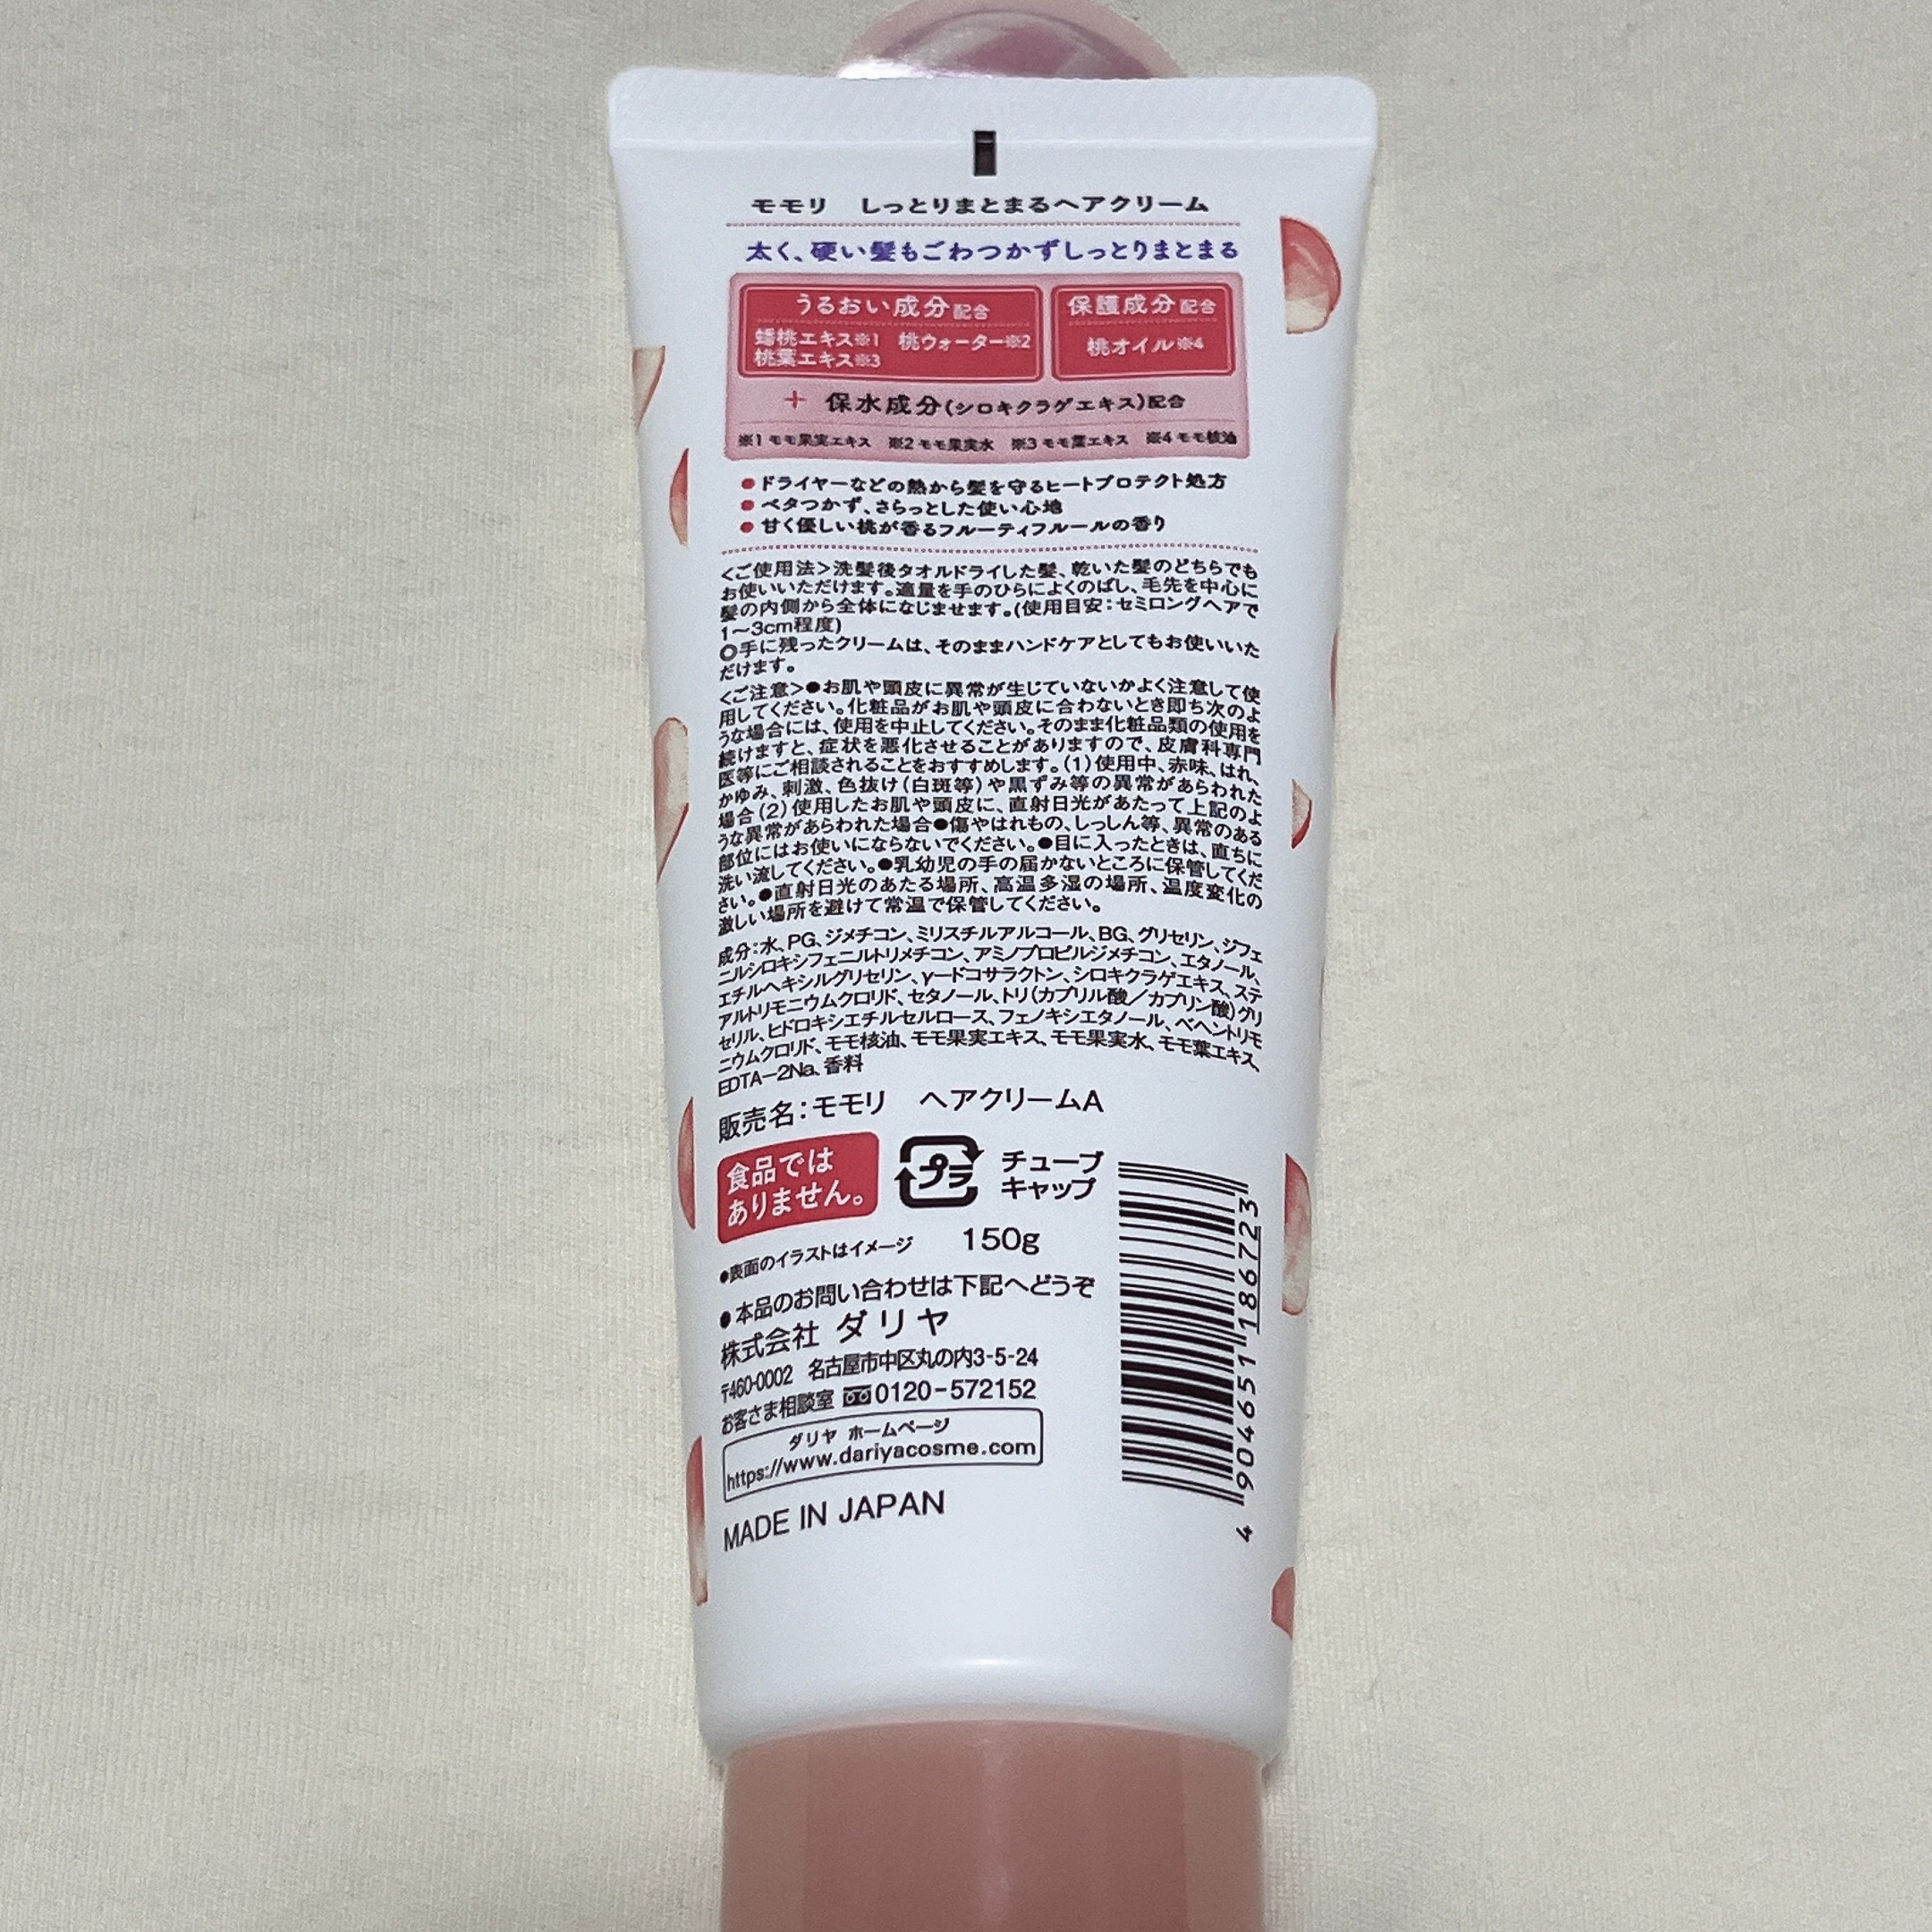 モモリ　しっとりまとまるヘアクリーム
太く、硬い髪もごわつかずしっとりまとまる
うるおい成分配合
蟠桃エキス※1　桃ウォーター※2
桃葉エキス※3
保護成分配合
桃オイル※4
+ 保水成分(シロキクラゲエキス)配合
※1 モモ果実エキス　※2 モモ果実水　※3 モモ葉エキス　※4 モモ核油
●ドライヤーなどの熱から髪を守るヒートプロテクト処方
●ベタつかず、さらっとした使い心地
●甘く優しい桃が香るフルーティフルールの香り
<ご使用法>洗髪後タオルドライした髪、乾いた髪のどちらでも
お使いいただけます。適量を手のひらによくのばし、毛先を中心に
髪の内側から全体になじませます。(使用目安：セミロングヘアで
1～3cm程度)
◎手に残ったクリームは、そのままハンドケアとしてもお使いいた
だけます。
<ご注意>●お肌や頭皮に異常が生じていないかよく注意して使
用してください。化粧品がお肌や頭皮に合わないとき即ち次のよ
うな場合には、使用を中止してください。そのまま化粧品類の使用を
続けますと、症状を悪化させることがありますので、皮膚科専門
医等にご相談されることをおすすめします。(1)使用中、赤味、はれ、
かゆみ、刺激、色抜け(白斑等)や黒ずみ等の異常があらわれた
場合(2)使用したお肌や頭皮に、直射日光があたって上記のよ
うな異常があらわれた場合●傷やはれもの、しっしん等、異常のある
部位にはお使いにならないでください。●目に入ったときは、直ちに
洗い流してください。●乳幼児の手の届かないところに保管してくだ
さい。●直射日光のあたる場所、高温多湿の場所、温度変化の
激しい場所を避けて常温で保管してください。
成分：水、PG、ジメチコン、ミリスチルアルコール、BG、グリセリン、ジフェ
ニルシロキシフェニルトリメチコン、アミノプロピルジメチコン、エタノール、
エチルヘキシルグリセリン、γ－ドコサラクトン、シロキクラゲエキス、ステ
アルトリモニウムクロリド、セタノール、トリ(カプリル酸／カプリン酸)グリ
セリル、ヒドロキシエチルセルロース、フェノキシエタノール、ベヘントリモ
ニウムクロリド、モモ核油、モモ果実エキス、モモ果実水、モモ葉エキス、
EDTA－2Na、香料
販売名：モモリ　ヘアクリームA
食品では
ありません。
プラ
チューブ
キャップ
●表面のイラストはイメージ
150g
●本品のお問い合わせは下記へどうぞ
株式会社 ダリヤ
〒460-0002　名古屋市中区丸の内3-5-24
お客さま相談室 0120-572152
ダリヤ ホームページ
https://www.dariyacosme.com
MADE IN JAPAN
4 904651 186723